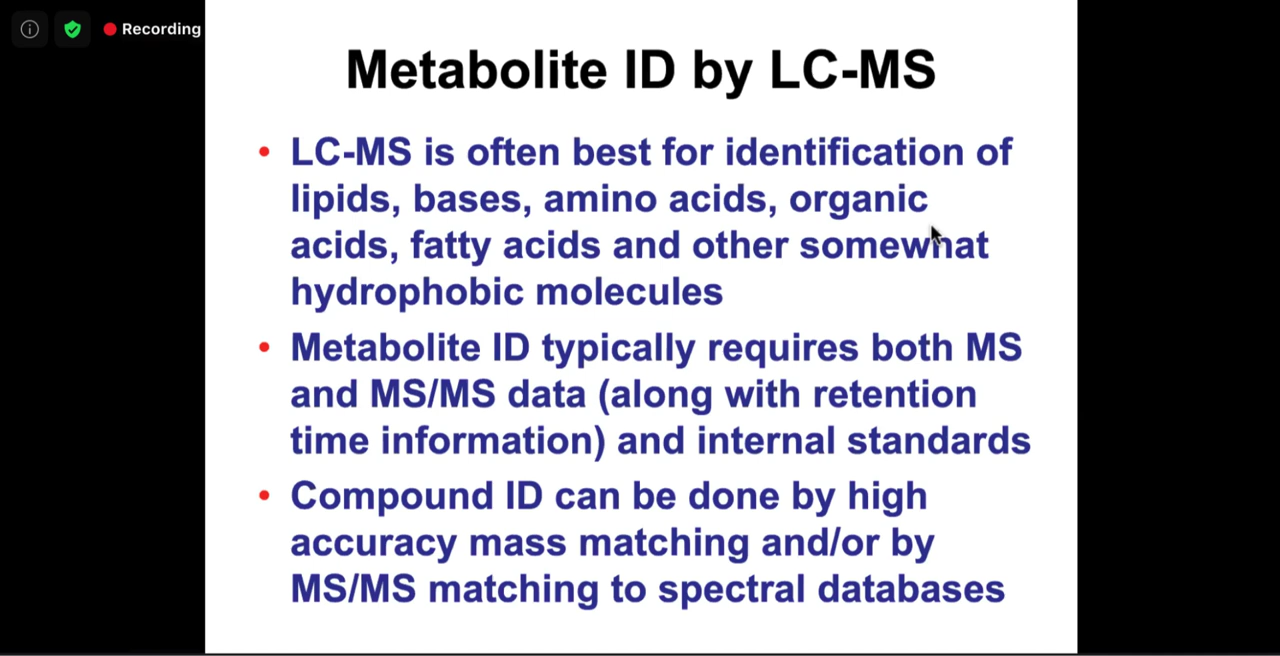 Recording
Metabolite ID by LC-MS
• LC-MS is often best for identification of
lipids, bases, amino acids, organic
acids, fatty acids and other somewhat
hydrophobic molecules
• Metabolite ID typically requires both MS
and MS/MS data (along with retention
time information) and internal standards
• Compound ID can be done by high
accuracy mass matching and/or by
MS/MS matching to spectral databases